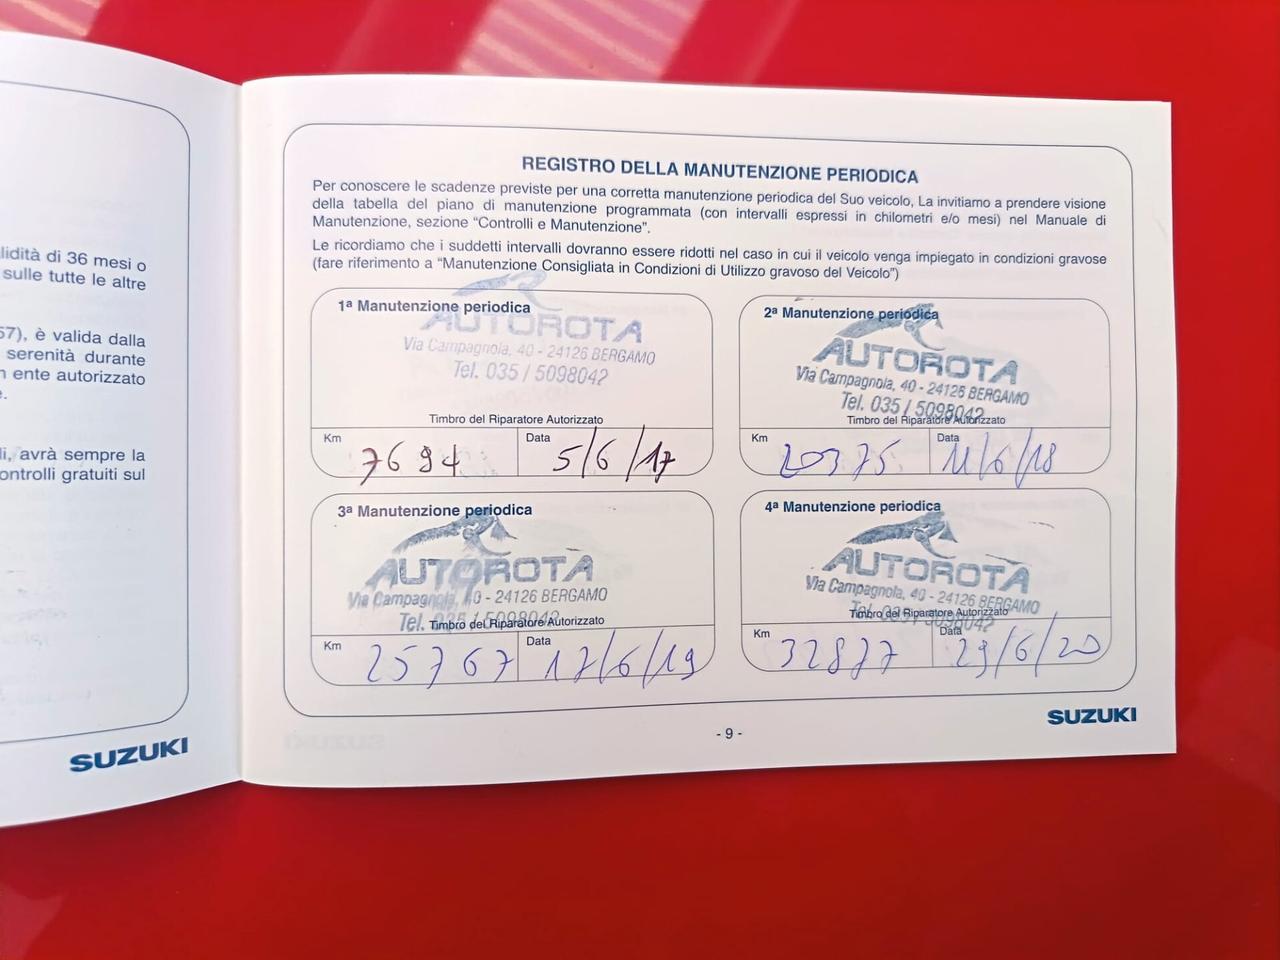 lidità di 36 mesi o
sulle tutte le altre
57), è valida dalla
serenità durante
n ente autorizzato
e.
li, avrà sempre la
ontrolli gratuiti sul
SUZUKI
REGISTRO DELLA MANUTENZIONE PERIODICA
Per conoscere le scadenze previste per una corretta manutenzione periodica del Suo veicolo, La invitiamo a prendere visione
della tabella del piano di manutenzione programmata (con intervalli espressi in chilometri e/o mesi) nel Manuale di
Manutenzione, sezione “Controlli e Manutenzione”.
Le ricordiamo che i suddetti intervalli dovranno essere ridotti nel caso in cui il veicolo venga impiegato in condizioni gravose
(fare riferimento a “Manutenzione Consigliata in Condizioni di Utilizzo gravoso del Veicolo”)
1ª Manutenzione periodica
AUTOROTA
Via Campagnola, 40 - 24126 BERGAMO
Tel. 035 / 5098042
Timbro del Riparatore Autorizzato
Km 7694 Data 5/6/17
2ª Manutenzione periodica
AUTOROTA
Via Campagnola, 40 - 24126 BERGAMO
Tel. 035 / 5098042
Timbro del Riparatore Autorizzato
Km 20375 Data 11/6/18
3ª Manutenzione periodica
AUTOROTA
Via Campagnola, 40 - 24126 BERGAMO
Tel. 035 / 5098042
Timbro del Riparatore Autorizzato
Km 25767 Data 17/6/19
4ª Manutenzione periodica
AUTOROTA
Via Campagnola, 40 - 24126 BERGAMO
Tel. 035 / 5098042
Timbro del Riparatore Autorizzato
Km 32877 Data 29/6/20
SUZUKI
- 9 -